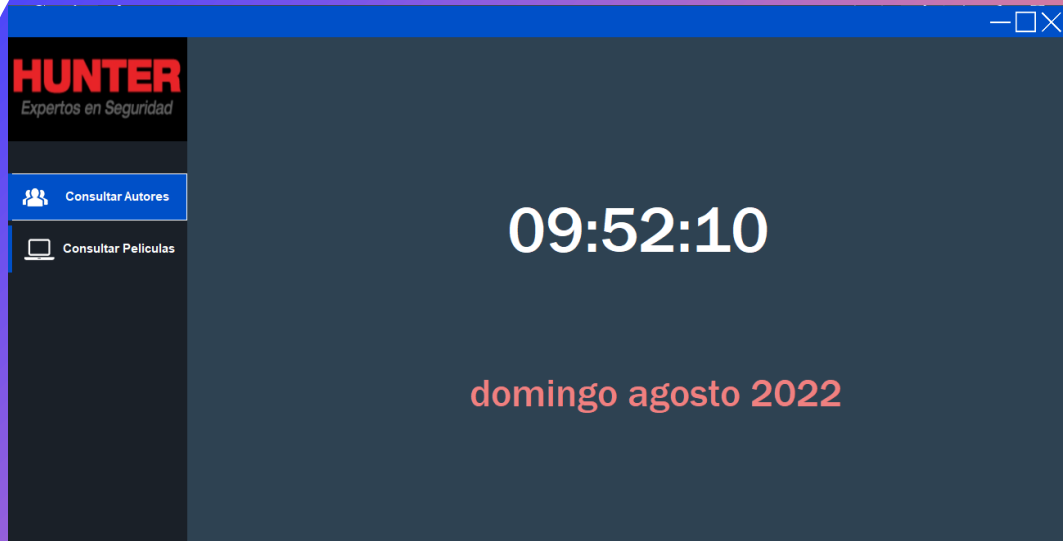 HUNTER
Expertos en Seguridad
Consultar Autores
Consultar Peliculas
09:52:10
domingo agosto 2022